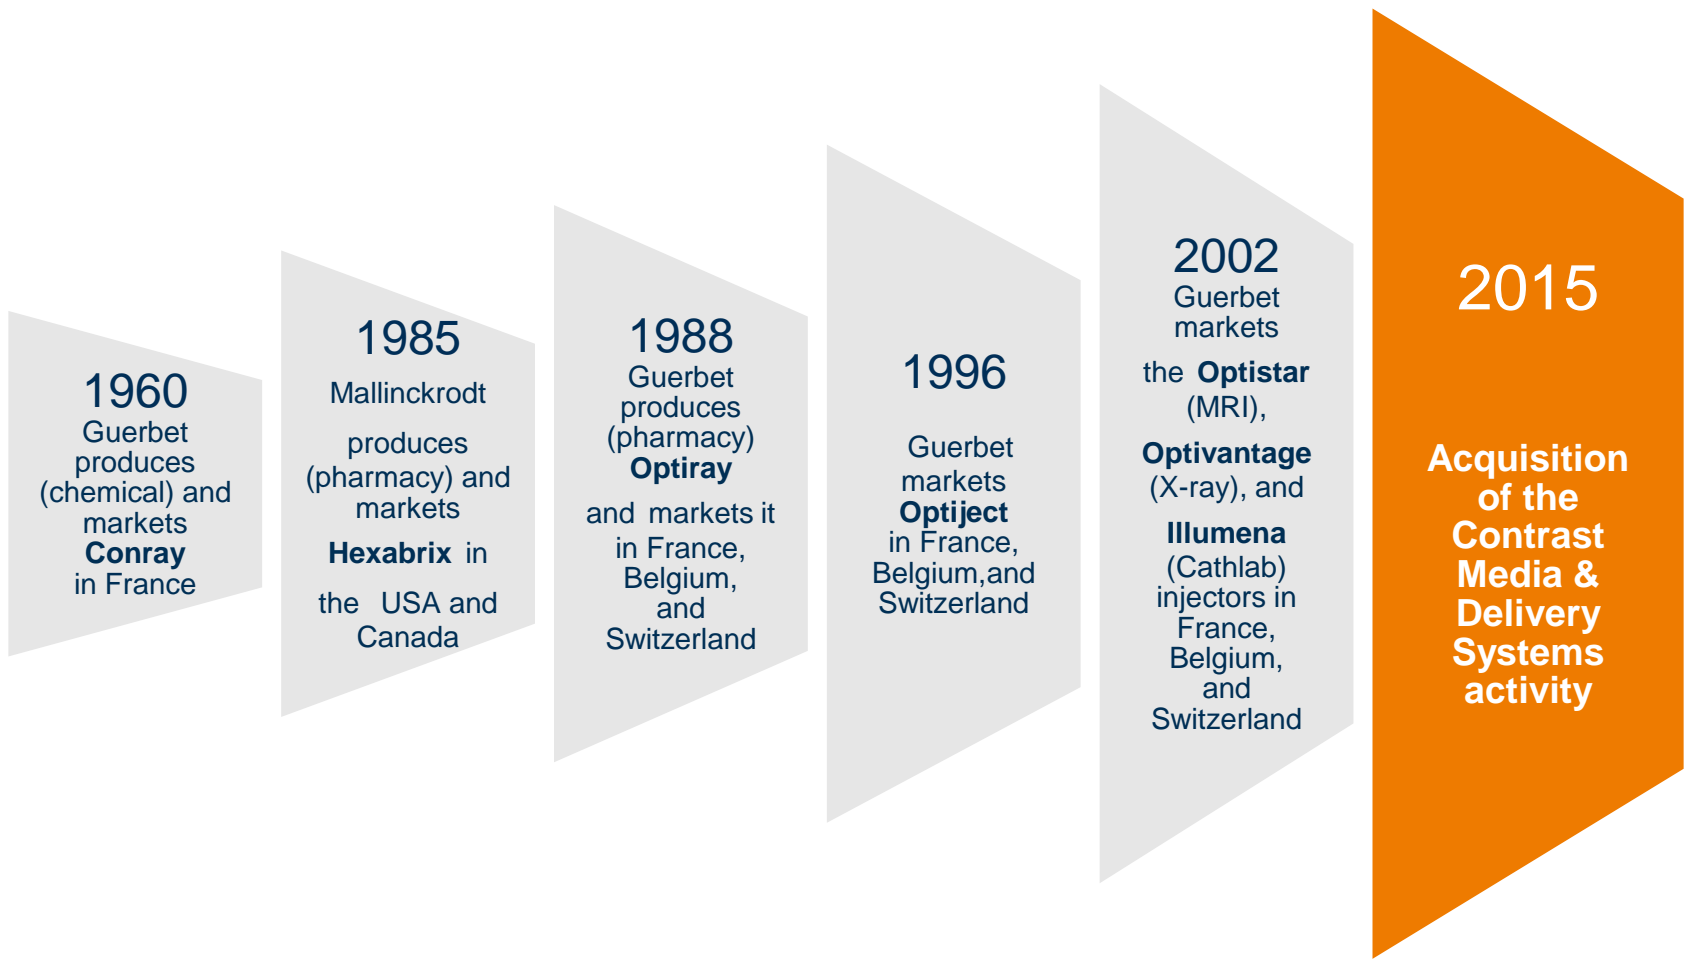 1960
Guerbet
produces
(chemical) and
markets
Conray
in France
1985
Mallinckrodt
produces
(pharmacy) and
markets
Hexabrix in
the USA and
Canada
1988
Guerbet
produces
(pharmacy)
Optiray
and markets it
in France,
Belgium,
and
Switzerland
1996
Guerbet
markets
Optiject
in France,
Belgium,and
Switzerland
2002
Guerbet
markets
the Optistar
(MRI),
Optivantage
(X-ray), and
Illumena
(Cathlab)
injectors in
France,
Belgium,
and
Switzerland
2015
Acquisition
of the
Contrast
Media &
Delivery
Systems
activity